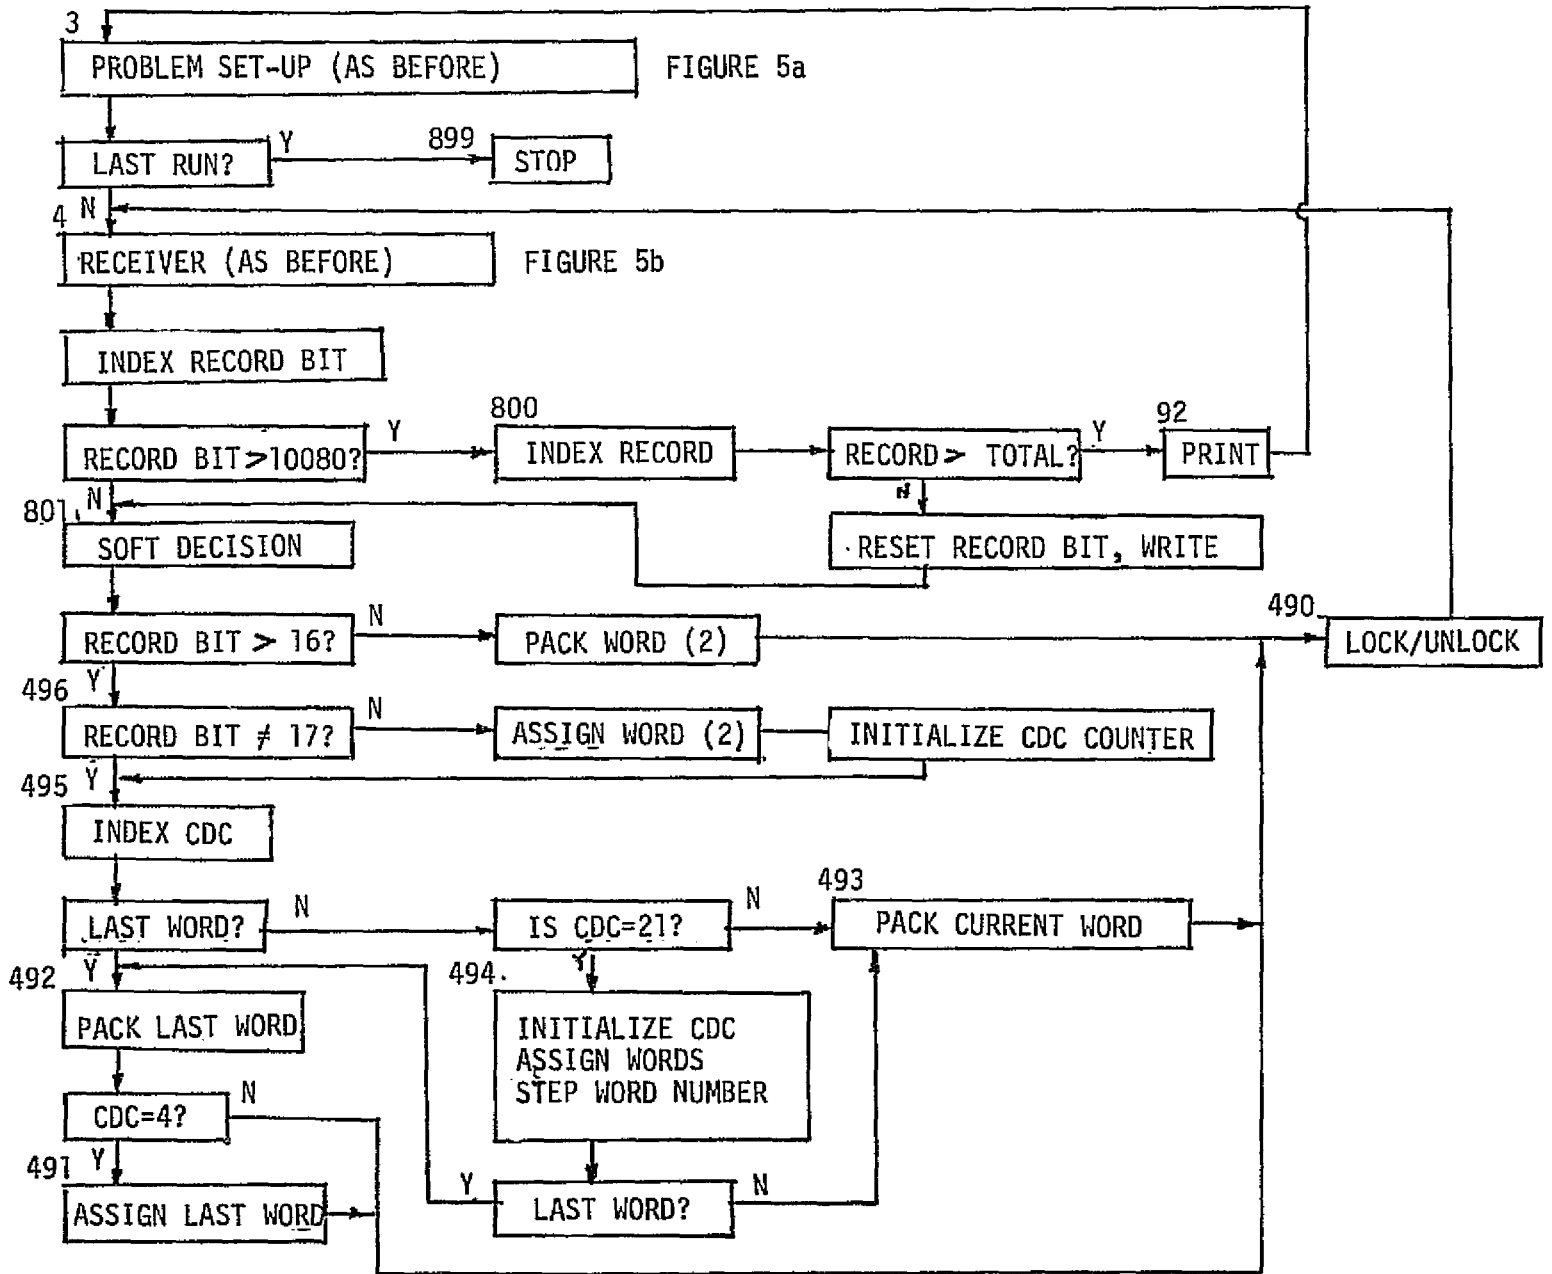 3
PROBLEM SET-UP (AS BEFORE)
FIGURE 5a
LAST RUN?
Y
899
STOP
N
4
RECEIVER (AS BEFORE)
FIGURE 5b
INDEX RECORD BIT
RECORD BIT>10080?
Y
800
INDEX RECORD
RECORD> TOTAL?
Y
92
PRINT
N
N
801
SOFT DECISION
RESET RECORD BIT, WRITE
RECORD BIT > 16?
N
PACK WORD (2)
490
LOCK/UNLOCK
Y
496
RECORD BIT ≠ 17?
N
ASSIGN WORD (2)
INITIALIZE CDC COUNTER
Y
495
INDEX CDC
LAST WORD?
N
IS CDC=21?
N
493
PACK CURRENT WORD
Y
492
PACK LAST WORD
Y
494
INITIALIZE CDC
ASSIGN WORDS
STEP WORD NUMBER
CDC=4?
N
Y
491
ASSIGN LAST WORD
Y
LAST WORD?
N